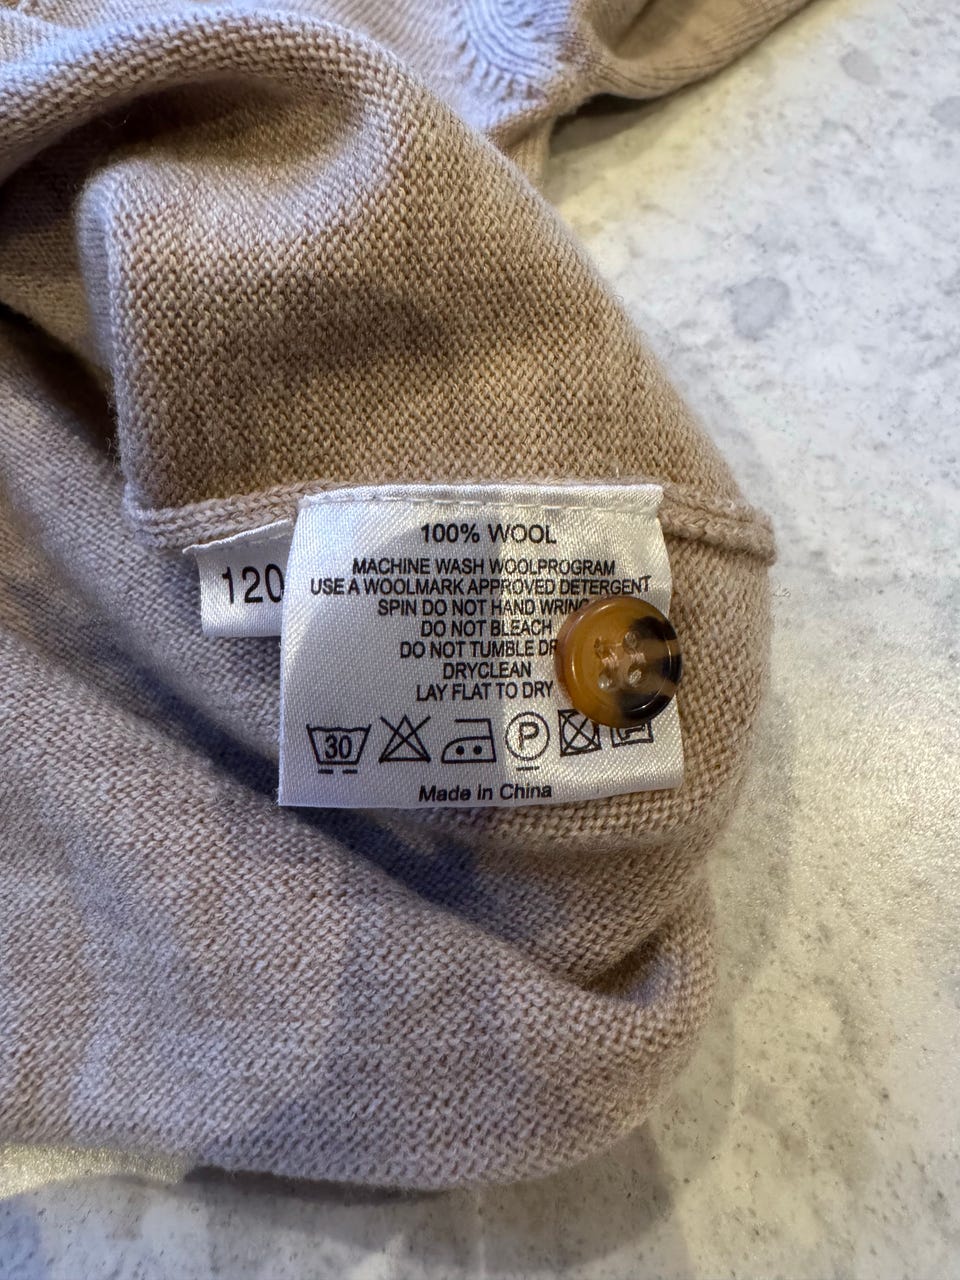 100% WOOL
MACHINE WASH WOOLPROGRAM
USE A WOOLMARK APPROVED DETERGENT
SPIN DO NOT HAND WRING
DO NOT BLEACH
DO NOT TUMBLE
DRYCLEAN
LAY FLAT TO DRY
120
30
P
Made in China